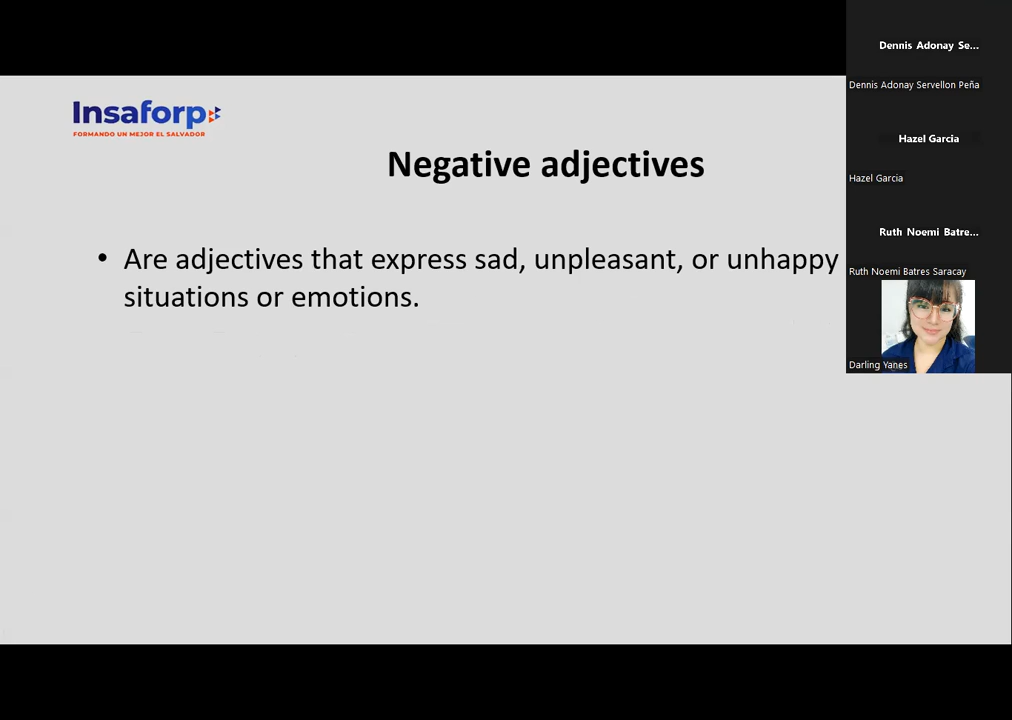 Dennis Adonay Se...
Dennis Adonay Servellon Peña
Insaforp
FORMANDO UN MEJOR EL SALVADOR
Hazel Garcia
Negative adjectives
Hazel Garcia
Ruth Noemi Batre...
• Are adjectives that express sad, unpleasant, or unhappy
situations or emotions.
Ruth Noemi Batres Saracay
Darling Yanes